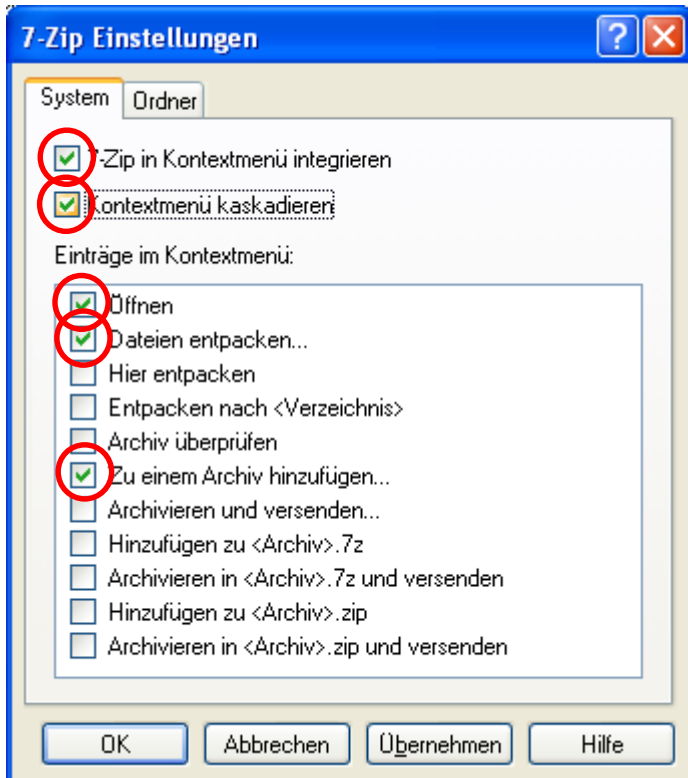 7-Zip Einstellungen
System Ordner
7-Zip in Kontextmenü integrieren
Kontextmenü kaskadieren
Einträge im Kontextmenü:
Öffnen
Dateien entpacken...
Hier entpacken
Entpacken nach <Verzeichnis>
Archiv überprüfen
Zu einem Archiv hinzufügen...
Archivieren und versenden...
Hinzufügen zu <Archiv>.7z
Archivieren in <Archiv>.7z und versenden
Hinzufügen zu <Archiv>.zip
Archivieren in <Archiv>.zip und versenden
OK Abbrechen Übernehmen Hilfe